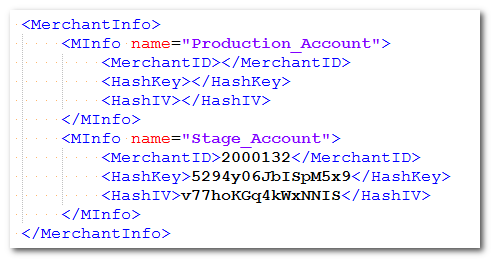 <MerchantInfo>
<MInfo name="Production_Account">
<MerchantID></MerchantID>
<HashKey></HashKey>
<HashIV></HashIV>
</MInfo>
<MInfo name="Stage_Account">
<MerchantID>2000132</MerchantID>
<HashKey>5294y06JbISpM5x9</HashKey>
<HashIV>v77hoKGq4kWxNNIS</HashIV>
</MInfo>
</MerchantInfo>